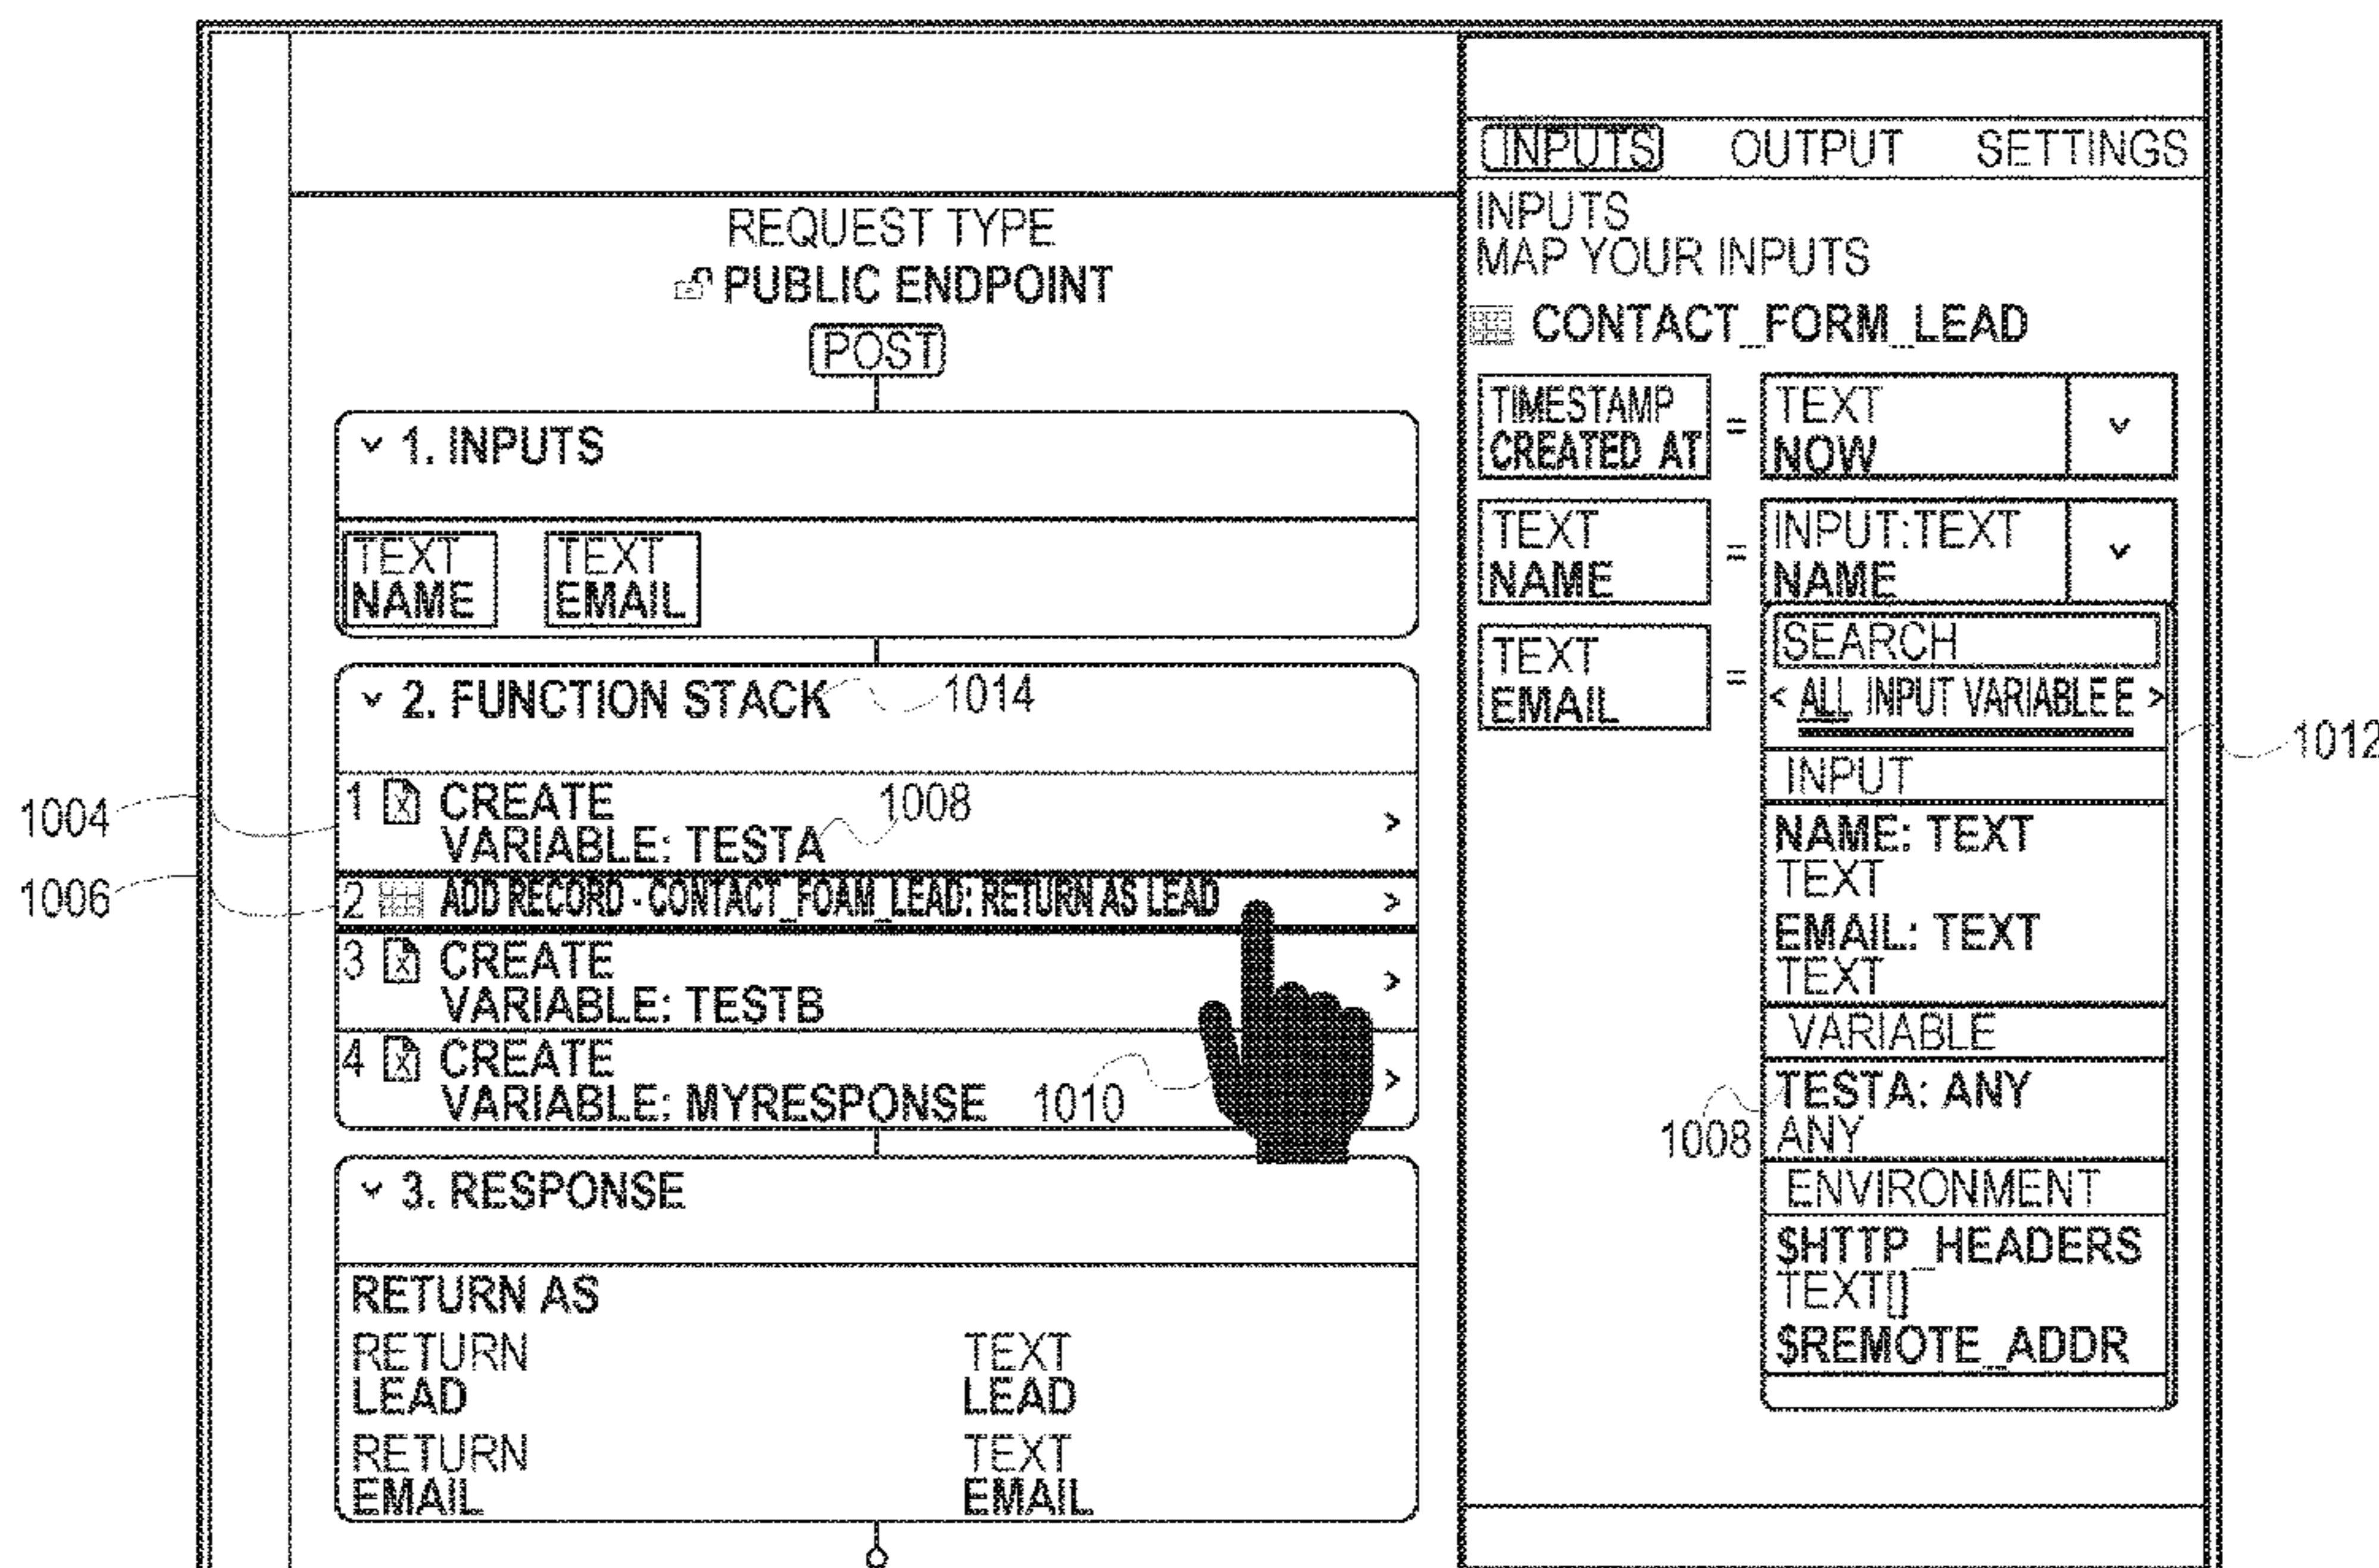 REQUEST TYPE
PUBLIC ENDPOINT
POST
1. INPUTS
TEXT TEXT
NAME EMAIL
2. FUNCTION STACK 1014
1004
1 CREATE 1008
VARIABLE: TESTA
1006
2 ADD RECORD - CONTACT_FOAM_LEAD: RETURN AS LEAD
3 CREATE
VARIABLE: TESTB
4 CREATE
VARIABLE: MYRESPONSE 1010
3. RESPONSE
RETURN AS
RETURN TEXT
LEAD LEAD
RETURN TEXT
EMAIL EMAIL
INPUTS OUTPUT SETTINGS
INPUTS
MAP YOUR INPUTS
CONTACT_FORM_LEAD
TIMESTAMP = TEXT
CREATED AT NOW
TEXT = INPUT:TEXT
NAME NAME
TEXT =
EMAIL
SEARCH
< ALL INPUT VARIABLE E >
1012
INPUT
NAME: TEXT
TEXT
EMAIL: TEXT
TEXT
VARIABLE
TESTA: ANY
1008 ANY
ENVIRONMENT
$HTTP_HEADERS
TEXT[]
$REMOTE_ADDR